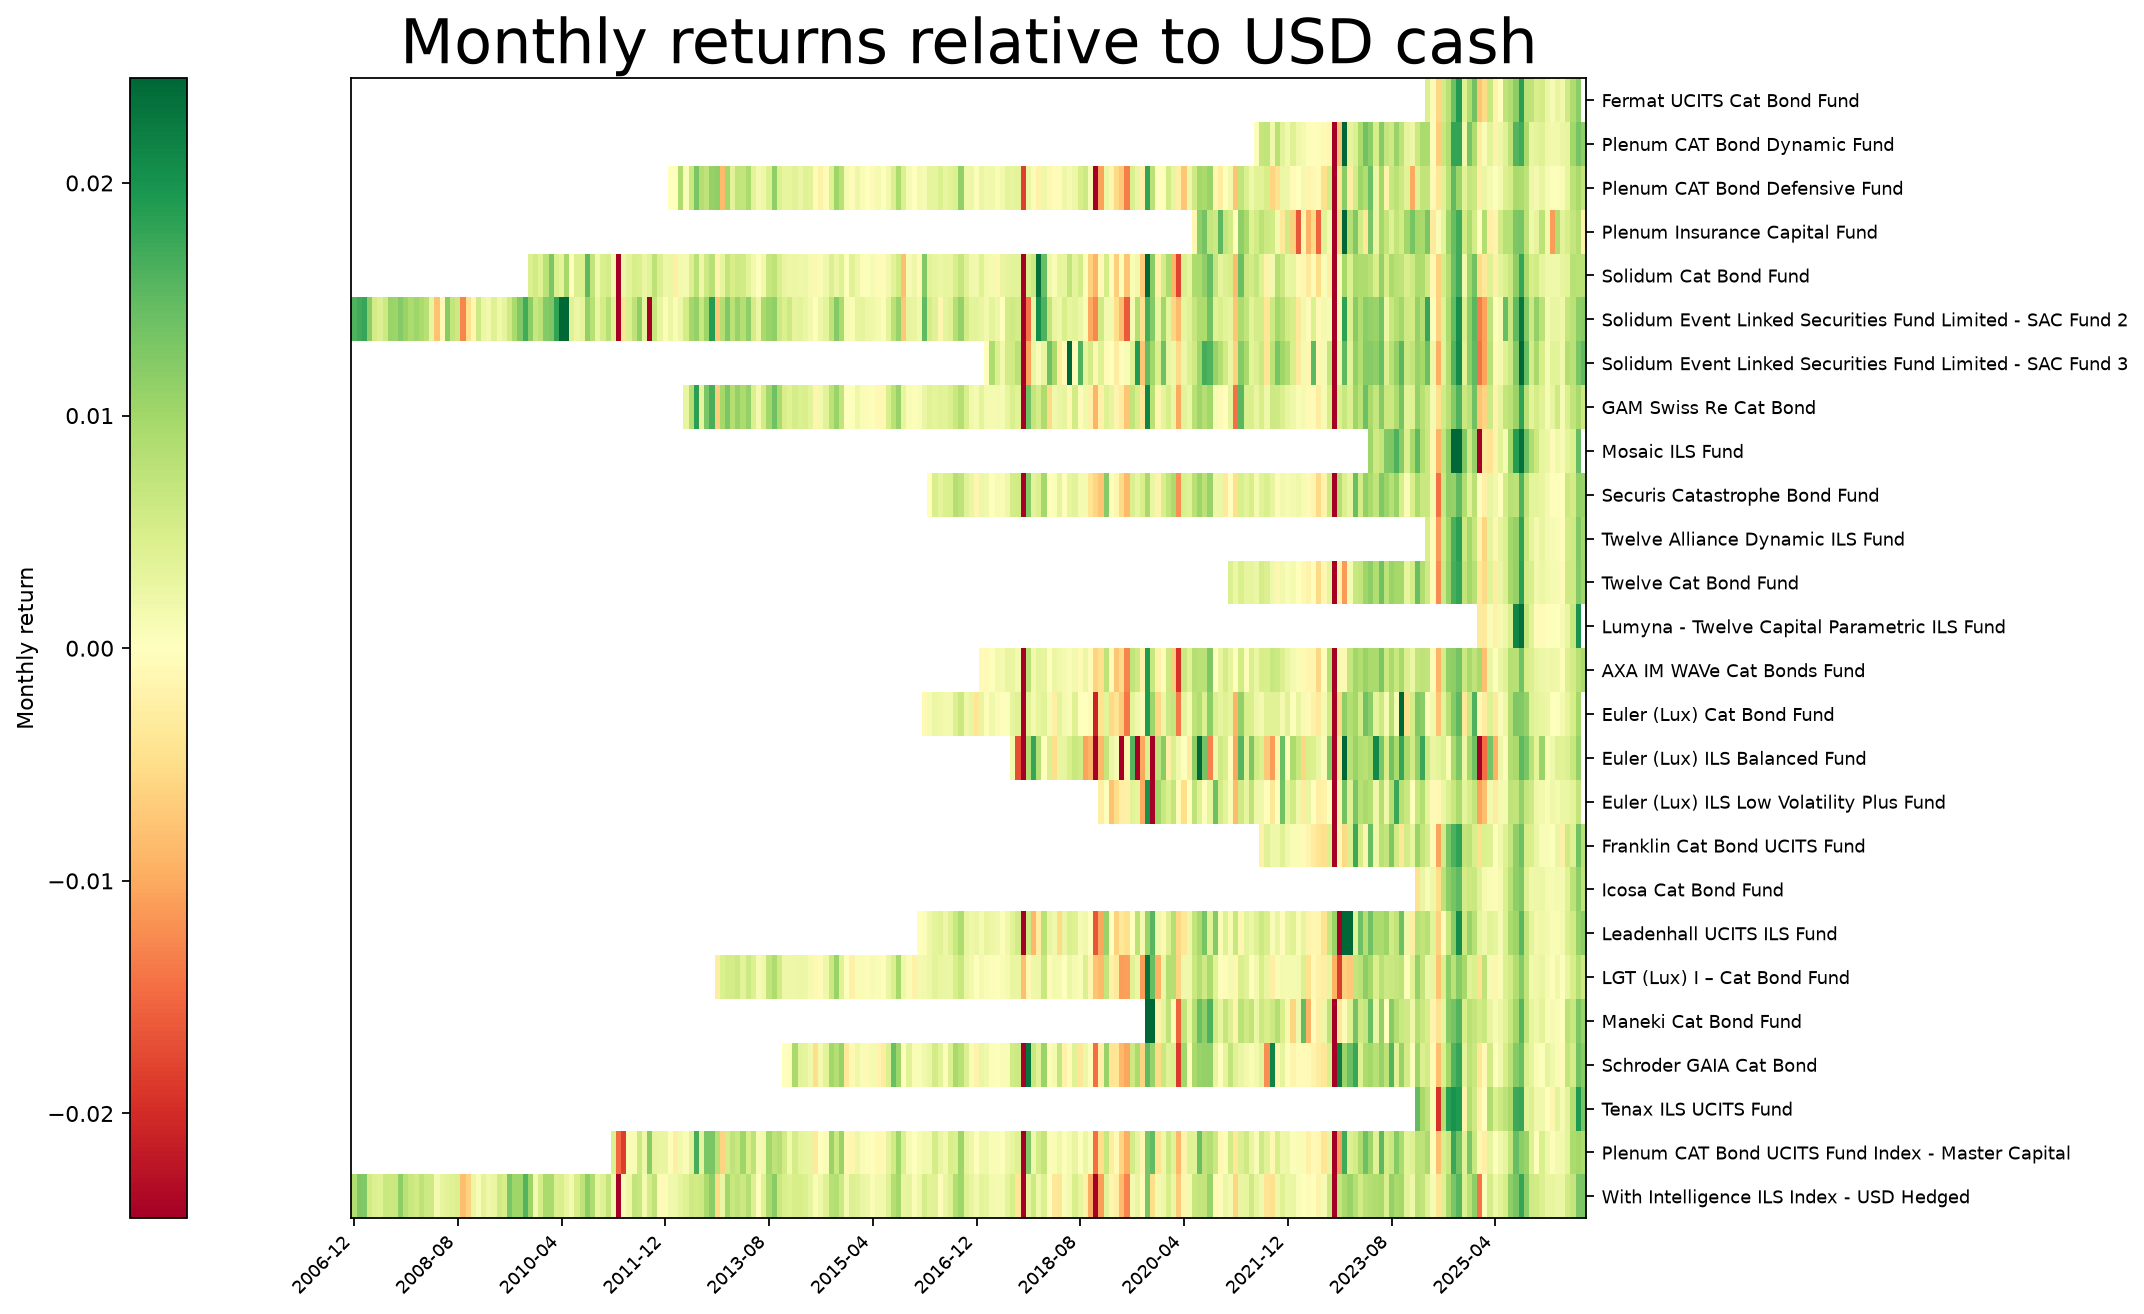 Monthly returns relative to USD cash
Monthly return
0.02
0.01
0.00
−0.01
−0.02
Fermat UCITS Cat Bond Fund
Plenum CAT Bond Dynamic Fund
Plenum CAT Bond Defensive Fund
Plenum Insurance Capital Fund
Solidum Cat Bond Fund
Solidum Event Linked Securities Fund Limited - SAC Fund 2
Solidum Event Linked Securities Fund Limited - SAC Fund 3
GAM Swiss Re Cat Bond
Mosaic ILS Fund
Securis Catastrophe Bond Fund
Twelve Alliance Dynamic ILS Fund
Twelve Cat Bond Fund
Lumyna - Twelve Capital Parametric ILS Fund
AXA IM WAVe Cat Bonds Fund
Euler (Lux) Cat Bond Fund
Euler (Lux) ILS Balanced Fund
Euler (Lux) ILS Low Volatility Plus Fund
Franklin Cat Bond UCITS Fund
Icosa Cat Bond Fund
Leadenhall UCITS ILS Fund
LGT (Lux) I – Cat Bond Fund
Maneki Cat Bond Fund
Schroder GAIA Cat Bond
Tenax ILS UCITS Fund
Plenum CAT Bond UCITS Fund Index - Master Capital
With Intelligence ILS Index - USD Hedged
2006-12
2008-08
2010-04
2011-12
2013-08
2015-04
2016-12
2018-08
2020-04
2021-12
2023-08
2025-04